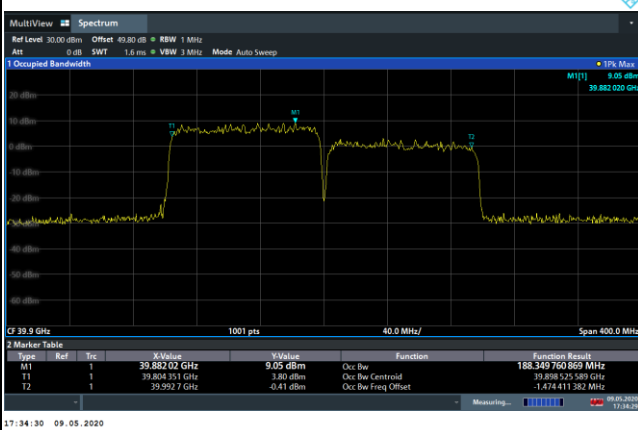 MultiView Spectrum
Ref Level 30.00 dBm Offset 49.80 dB RBW 1 MHz
Att 0 dB SWT 1.6 ms VBW 3 MHz Mode Auto Sweep
1 Occupied Bandwidth 1Pk Max
M1[1] 9.05 dBm
39.882 020 GHz
20 dBm
10 dBm
M1
T1
T2
0 dBm
-10 dBm
-20 dBm
-30 dBm
-40 dBm
-50 dBm
-60 dBm
CF 39.9 GHz 1001 pts 40.0 MHz/ Span 400.0 MHz
2 Marker Table
Type Ref Trc X-Value Y-Value Function Function Result
M1 1 39.882 02 GHz 9.05 dBm Occ Bw 188.349 760 869 MHz
T1 1 39.804 351 GHz 3.80 dBm Occ Bw Centroid 39.898 525 589 GHz
T2 1 39.992 7 GHz -0.41 dBm Occ Bw Freq Offset -1.474 411 382 MHz
Measuring... 09.05.2020
17:34:29
17:34:30 09.05.2020